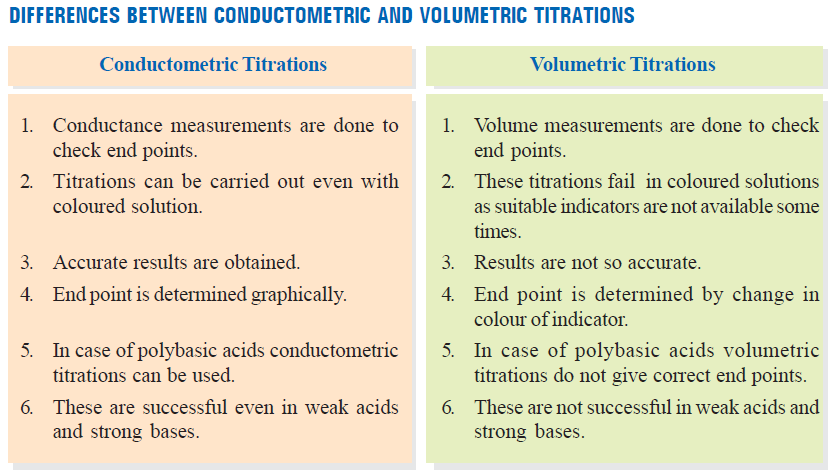 DIFFERENCES BETWEEN CONDUCTOMETRIC AND VOLUMETRIC TITRATIONS
Conductometric Titrations
1. Conductance measurements are done to
check end points.
2. Titrations can be carried out even with
coloured solution.
3. Accurate results are obtained.
4. End point is determined graphically.
5. In case of polybasic acids conductometric
titrations can be used.
6. These are successful even in weak acids
and strong bases.
Volumetric Titrations
1. Volume measurements are done to check
end points.
2. These titrations fail in coloured solutions
as suitable indicators are not available some
times.
3. Results are not so accurate.
4. End point is determined by change in
colour of indicator.
5. In case of polybasic acids volumetric
titrations do not give correct end points.
6. These are not successful in weak acids and
strong bases.